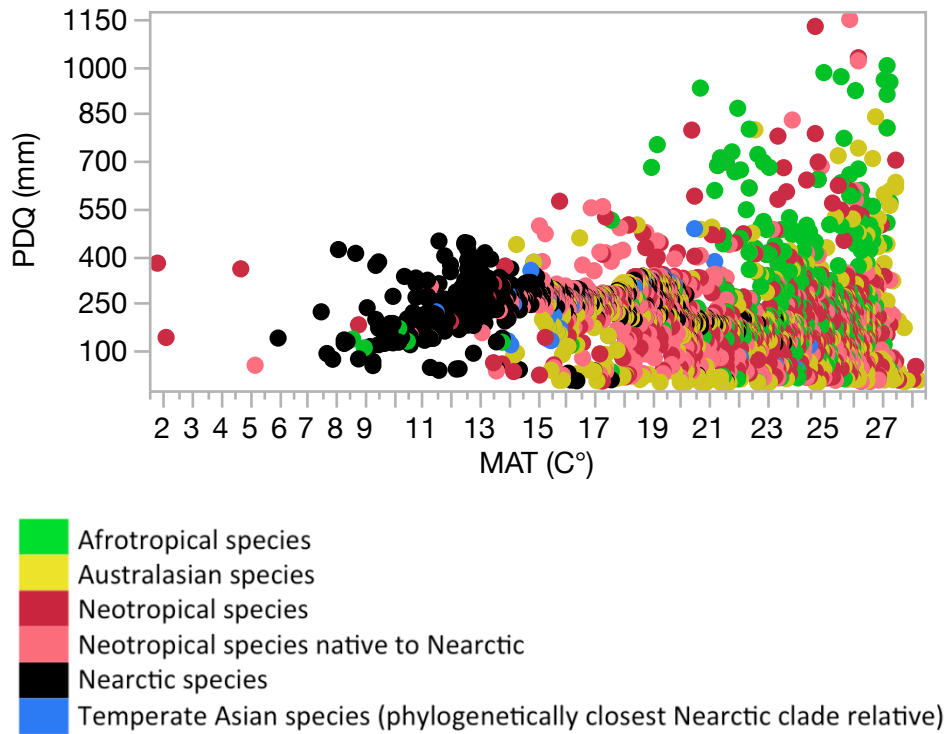 1150
1000
850
700
550
400
250
100
PDQ (mm)
2 3 4 5 6 7 8 9 11 13 15 17 19 21 23 25 27
MAT (C°)
Afrotropical species
Australasian species
Neotropical species
Neotropical species native to Nearctic
Nearctic species
Temperate Asian species (phylogenetically closest Nearctic clade relative)